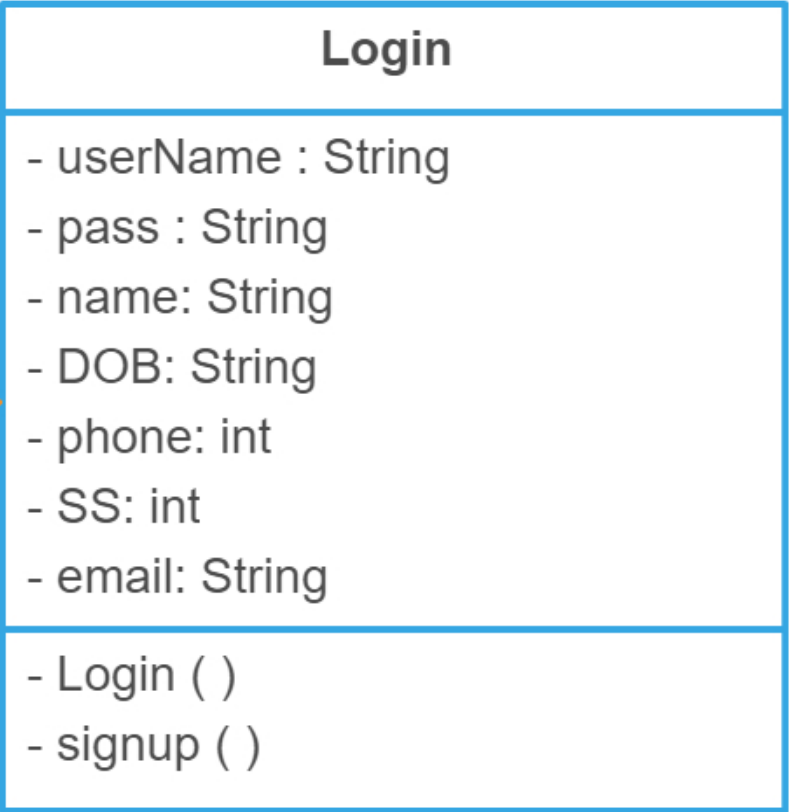 Login
- userName : String
- pass : String
- name: String
- DOB: String
- phone: int
- SS: int
- email: String
- Login ( )
- signup ( )